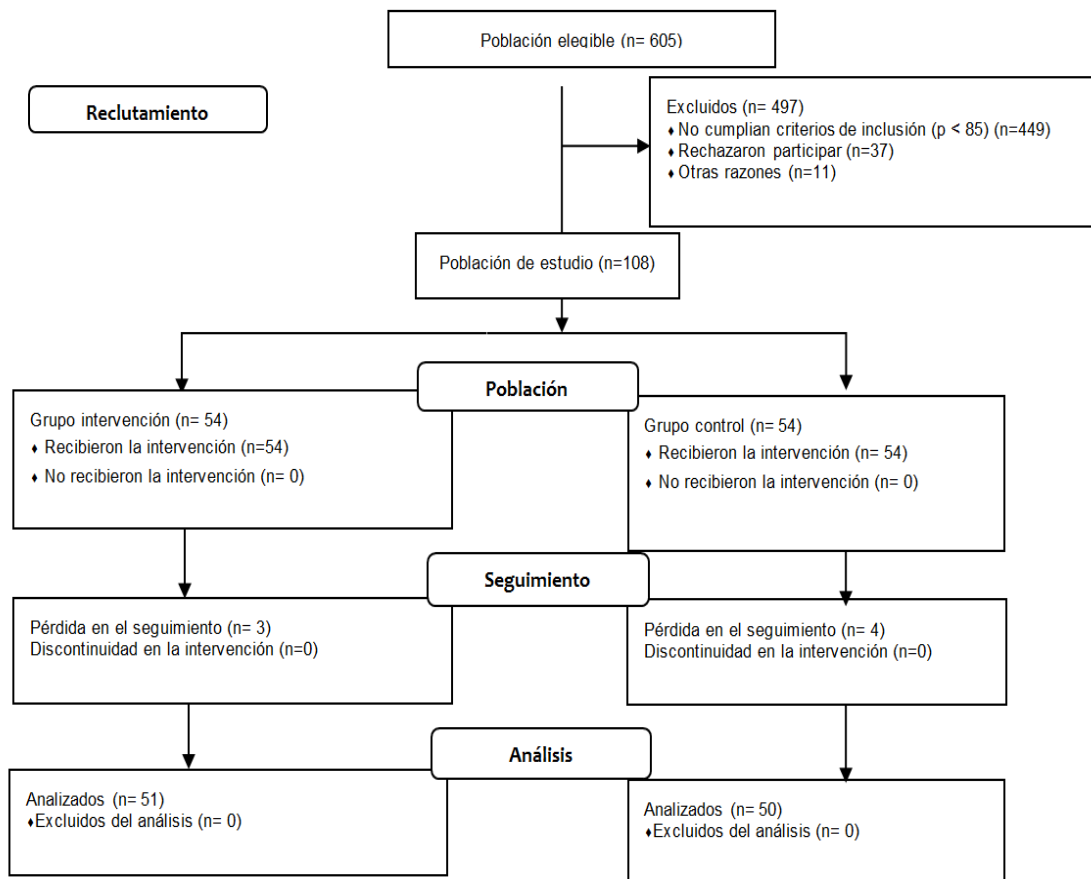 Población elegible (n= 605)
Reclutamiento
Excluidos (n= 497)
♦ No cumplian criterios de inclusión (p < 85) (n=449)
♦ Rechazaron participar (n=37)
♦ Otras razones (n=11)
Población de estudio (n=108)
Población
Grupo intervención (n= 54)
♦ Recibieron la intervención (n=54)
♦ No recibieron la intervención (n= 0)
Grupo control (n= 54)
♦ Recibieron la intervención (n= 54)
♦ No recibieron la intervención (n= 0)
Seguimiento
Pérdida en el seguimiento (n= 3)
Discontinuidad en la intervención (n=0)
Pérdida en el seguimiento (n= 4)
Discontinuidad en la intervención (n=0)
Análisis
Analizados (n= 51)
♦Excluidos del análisis (n= 0)
Analizados (n= 50)
♦Excluidos del análisis (n= 0)